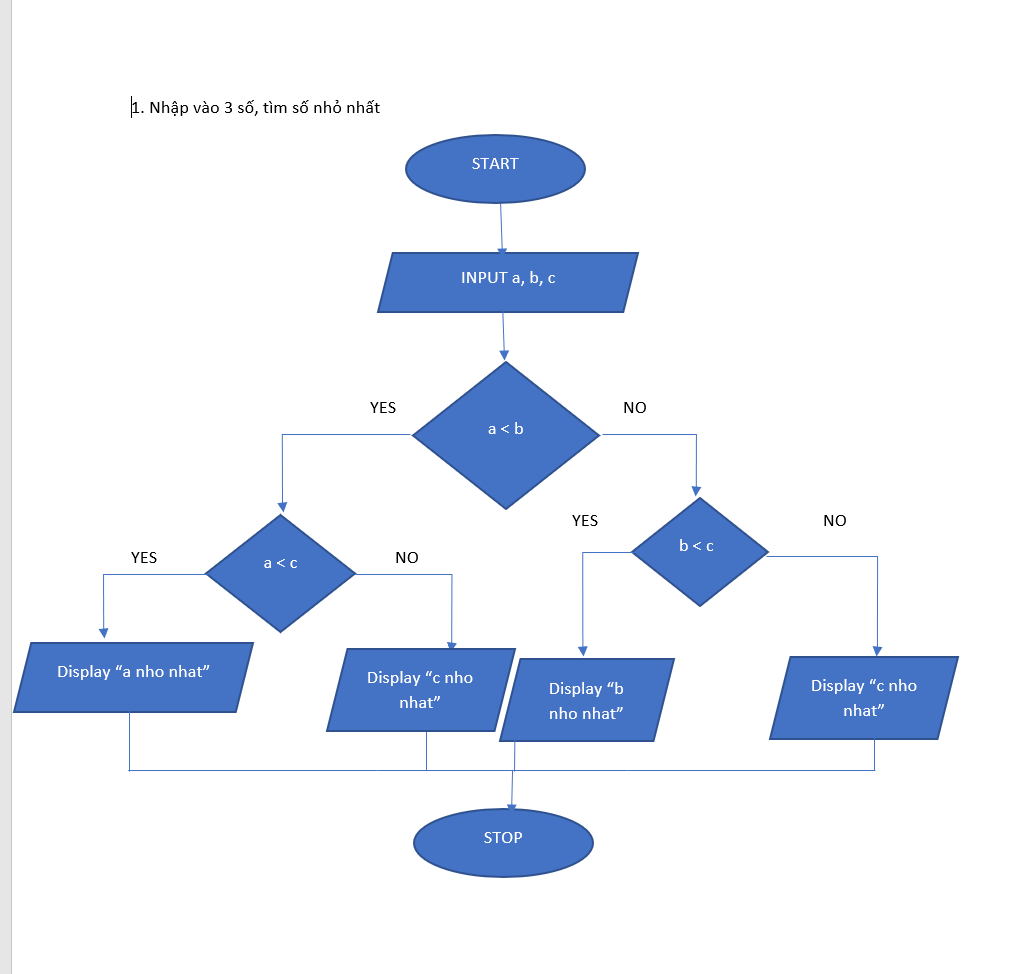 1. Nhập vào 3 số, tìm số nhỏ nhất
START
INPUT a, b, c
YES
NO
a < b
YES
NO
b < c
YES
NO
a < c
Display “a nho nhat”
Display “c nho
nhat”
Display “b
nho nhat”
Display “c nho
nhat”
STOP